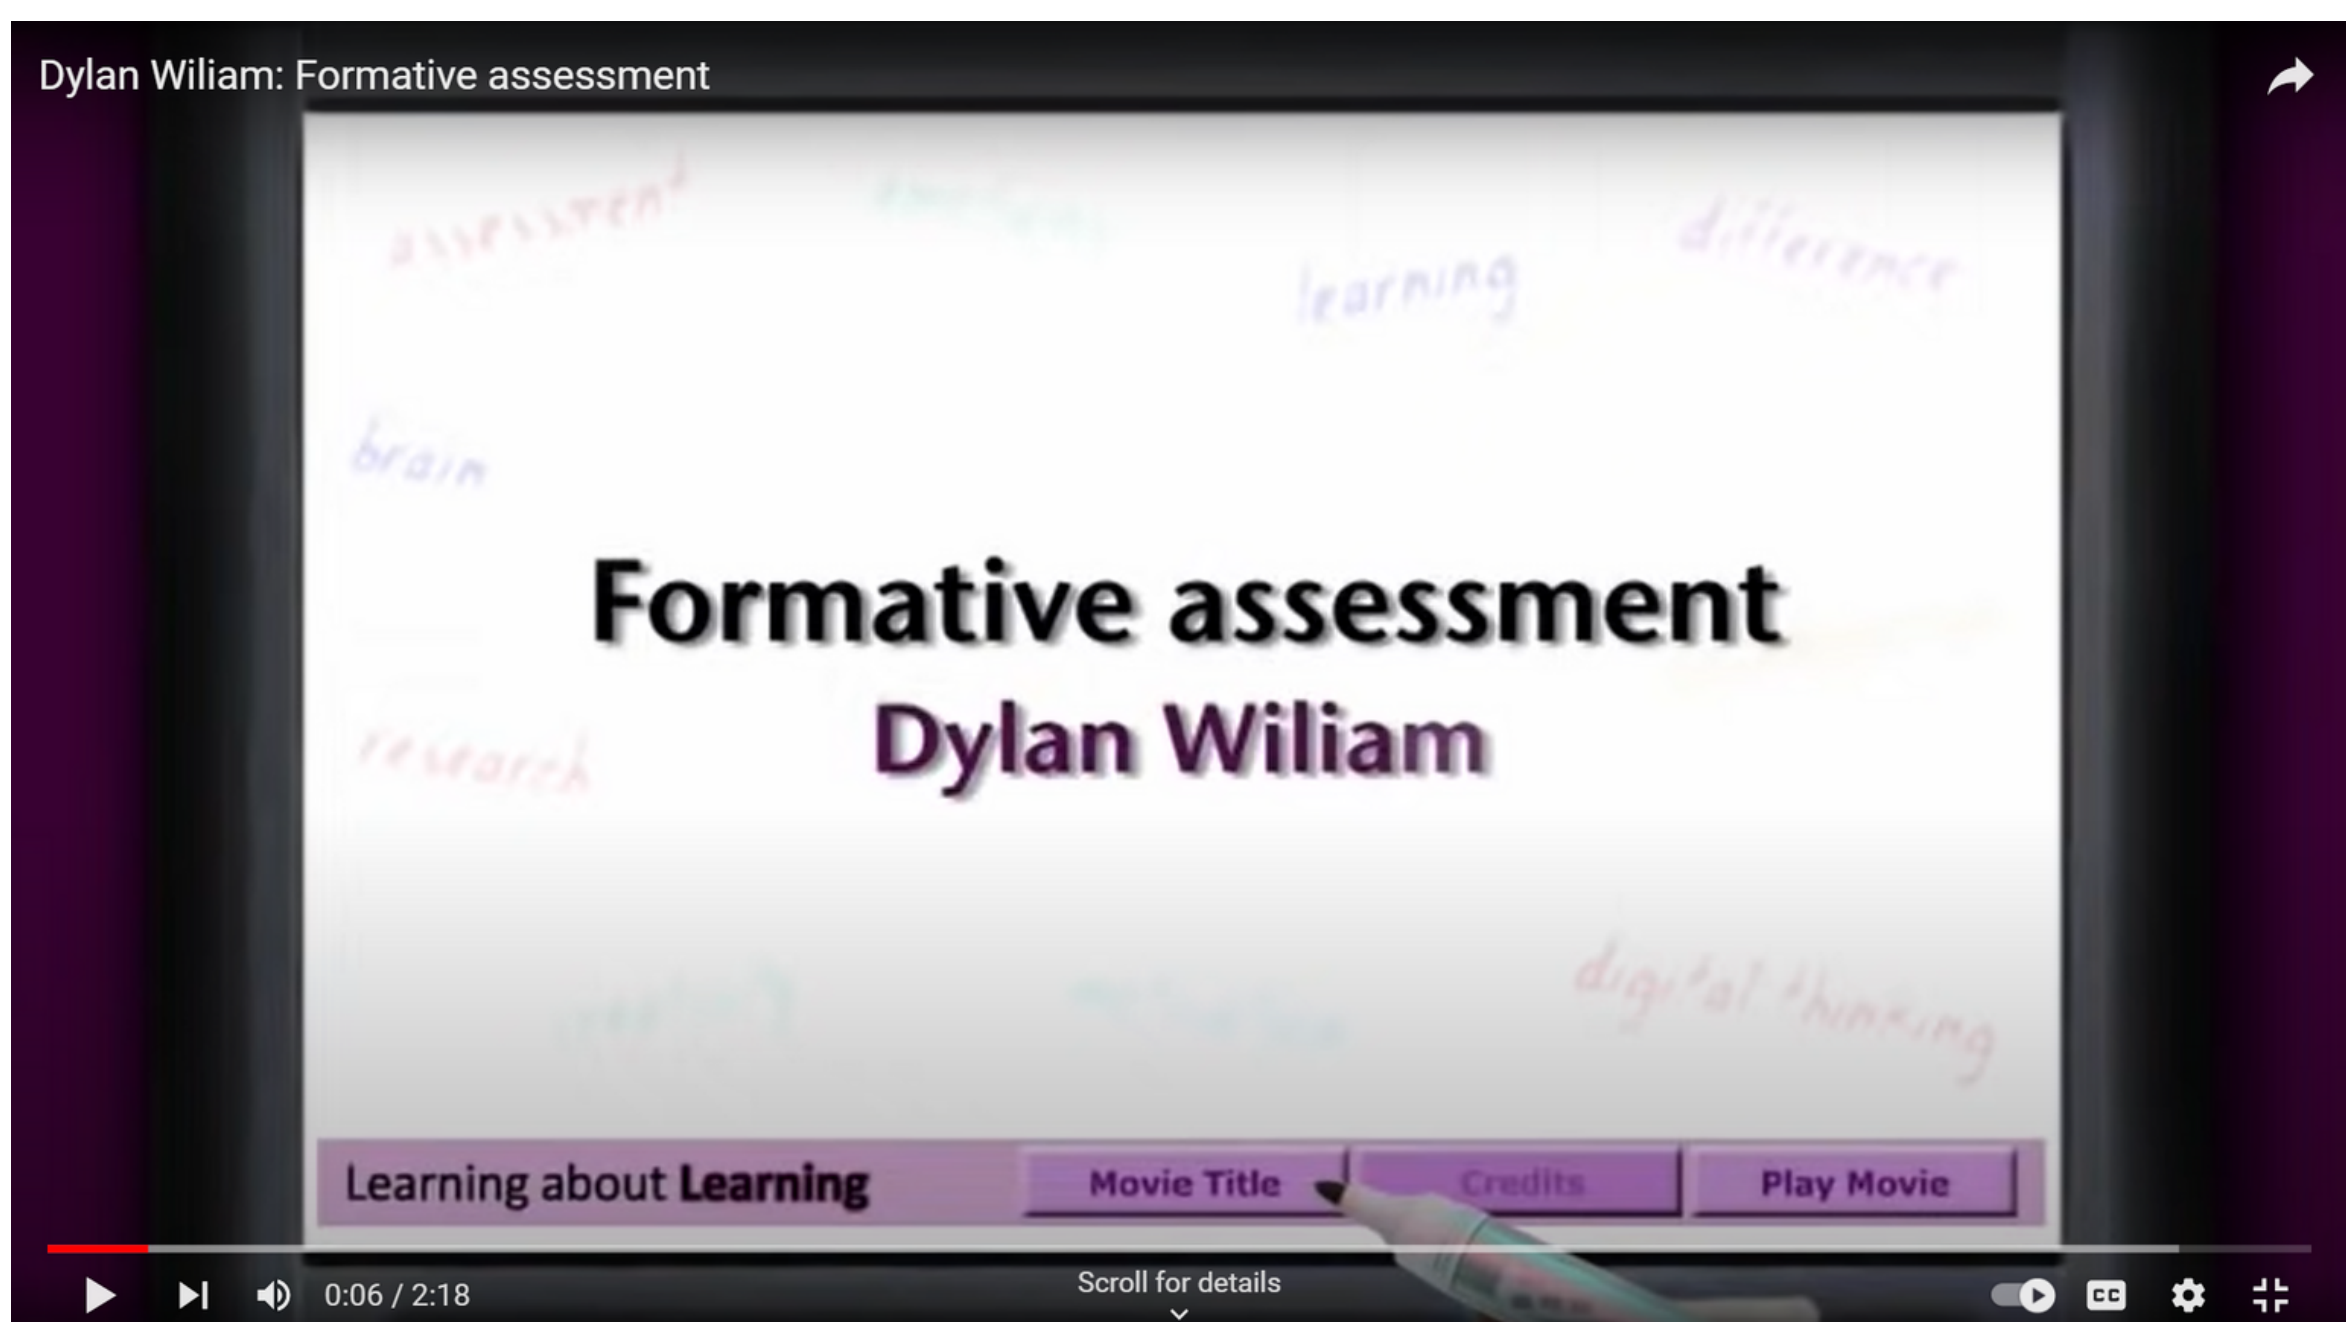 Dylan Wiliam: Formative assessment
assessment
difference
learning
brain
Formative assessment
Dylan Wiliam
research
digital thinking
Learning about Learning
Movie Title
Credits
Play Movie
0:06 / 2:18
Scroll for details
CC